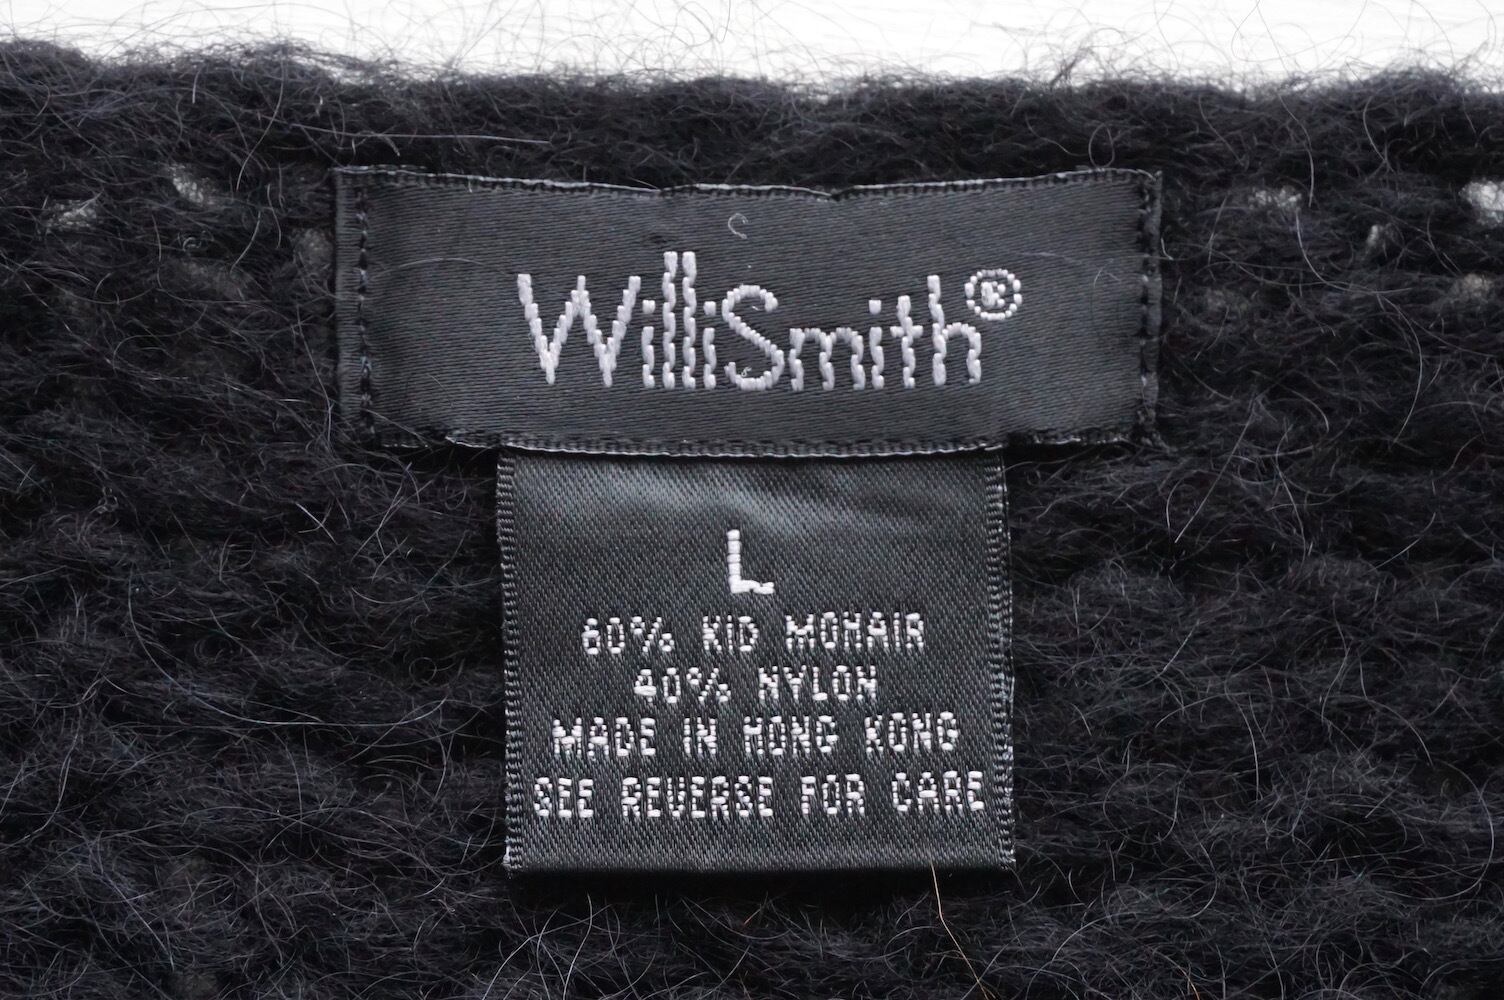 WilliSmith®
L
60% KID MOHAIR
40% NYLON
MADE IN HONG KONG
SEE REVERSE FOR CARE